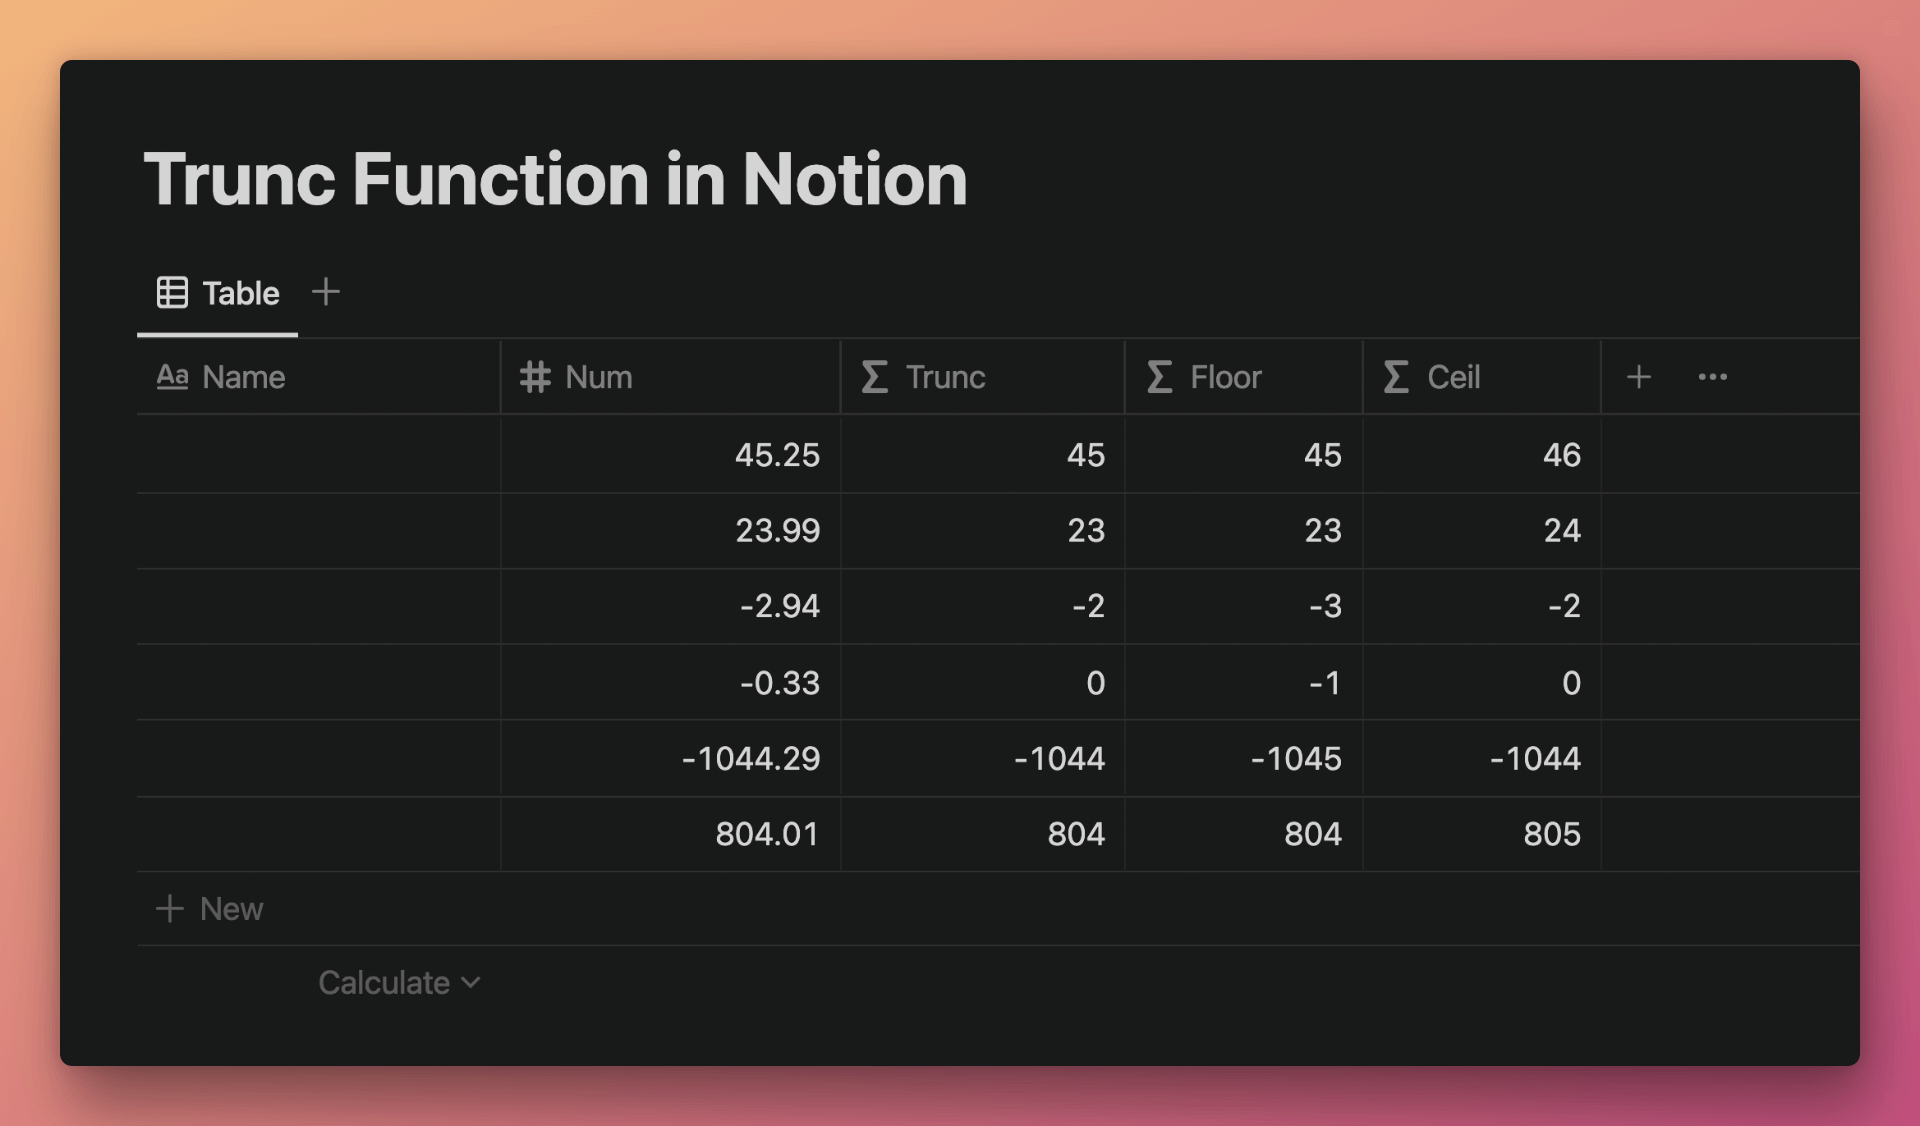 Trunc Function in Notion
Table
Aa Name # Num Σ Trunc Σ Floor Σ Ceil + ...
45.25 45 45 46
23.99 23 23 24
-2.94 -2 -3 -2
-0.33 0 -1 0
-1044.29 -1044 -1045 -1044
804.01 804 804 805
+ New
Calculate